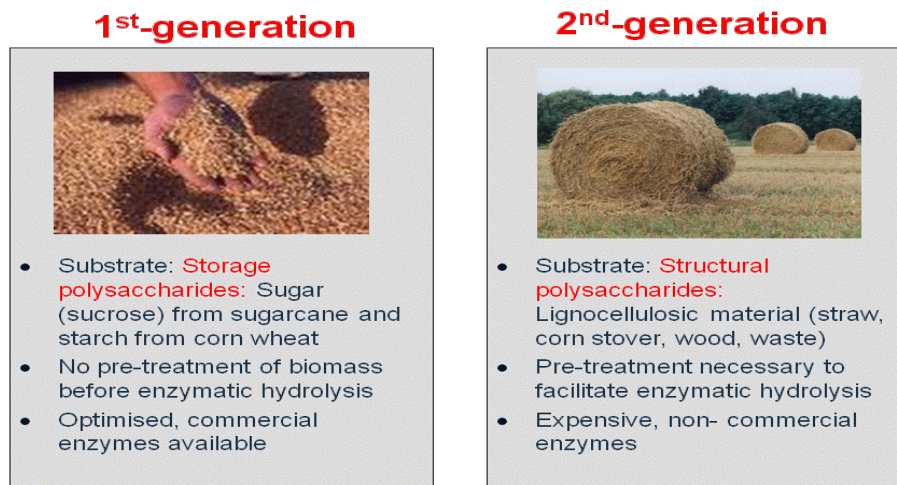 1st-generation
• Substrate: Storage
polysaccharides: Sugar
(sucrose) from sugarcane and
starch from corn wheat
• No pre-treatment of biomass
before enzymatic hydrolysis
• Optimised, commercial
enzymes available
2nd-generation
• Substrate: Structural
polysaccharides:
Lignocellulosic material (straw,
corn stover, wood, waste)
• Pre-treatment necessary to
facilitate enzymatic hydrolysis
• Expensive, non- commercial
enzymes